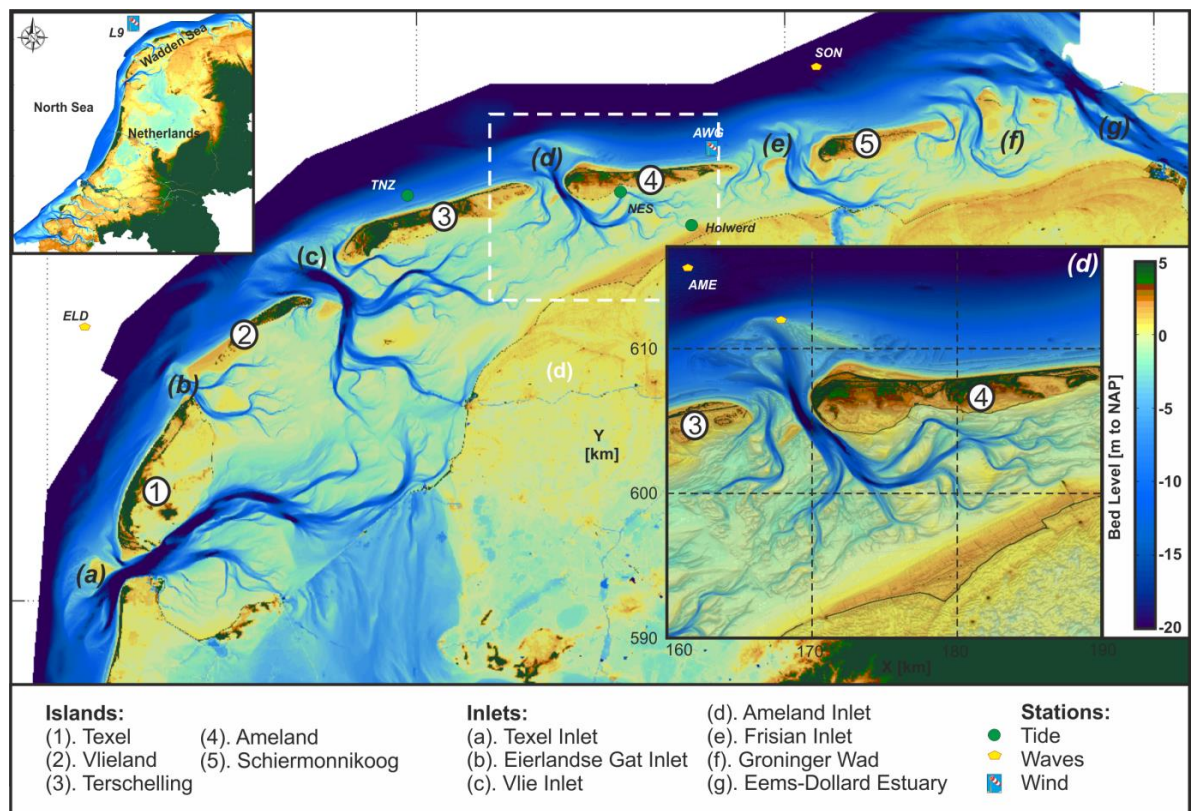 L9
Wadden Sea
North Sea
Netherlands
SON
AWG
(d)
(e)
(f)
(g)
5
4
TNZ
NES
3
Holwerd
(c)
ELD
2
(b)
(d)
1
(a)
Y
[km]
(d)
AME
610
3
4
600
590
160
170
180
190
X [km]
5
0
-5
-10
-15
-20
Bed Level [m to NAP]
Islands:
(1). Texel
(2). Vlieland
(3). Terschelling
(4). Ameland
(5). Schiermonnikoog
Inlets:
(a). Texel Inlet
(b). Eierlandse Gat Inlet
(c). Vlie Inlet
(d). Ameland Inlet
(e). Frisian Inlet
(f). Groninger Wad
(g). Eems-Dollard Estuary
Stations:
Tide
Waves
Wind